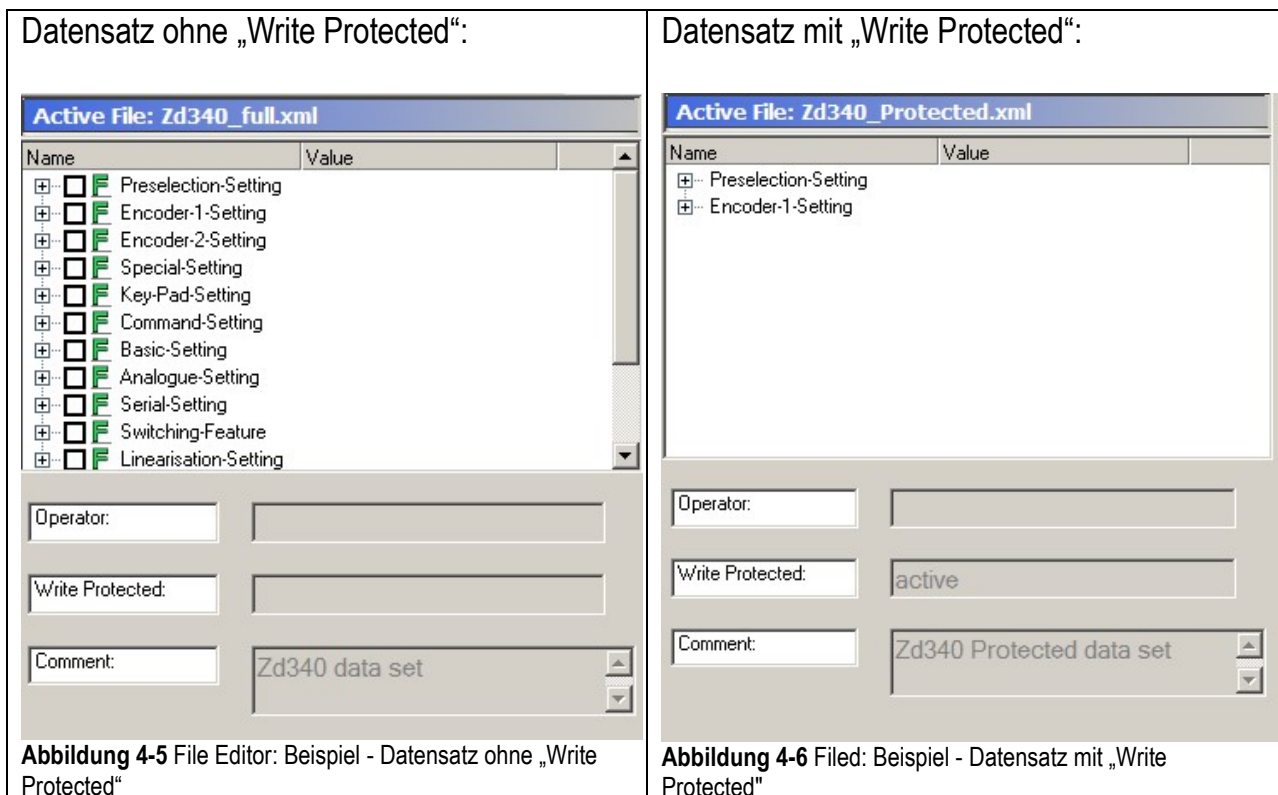 Datensatz ohne „Write Protected“:
Active File: Zd340_full.xml
Name Value
Preselection-Setting
Encoder-1-Setting
Encoder-2-Setting
Special-Setting
Key-Pad-Setting
Command-Setting
Basic-Setting
Analogue-Setting
Serial-Setting
Switching-Feature
Linearisation-Setting
Operator:
Write Protected:
Comment: Zd340 data set
Abbildung 4-5 File Editor: Beispiel - Datensatz ohne „Write
Protected“
Datensatz mit „Write Protected“:
Active File: Zd340_Protected.xml
Name Value
Preselection-Setting
Encoder-1-Setting
Operator:
Write Protected: active
Comment: Zd340 Protected data set
Abbildung 4-6 Filed: Beispiel - Datensatz mit „Write
Protected"